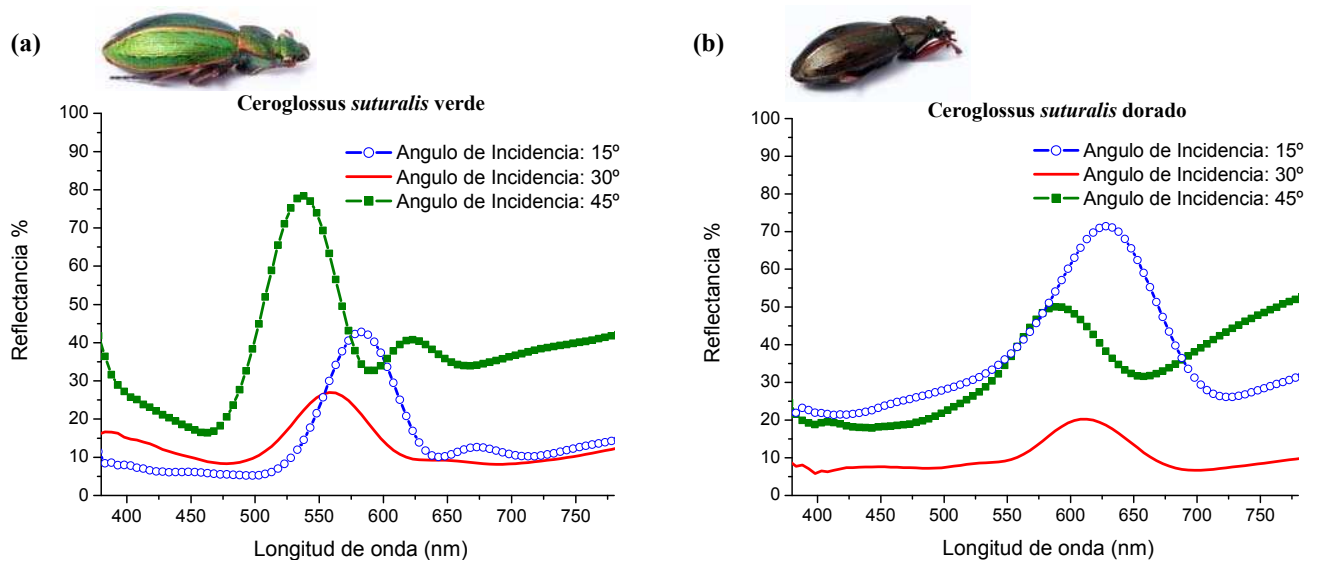 (a)
Ceroglossus suturalis verde
Angulo de Incidencia: 15º
Angulo de Incidencia: 30º
Angulo de Incidencia: 45º
Reflectancia %
100
90
80
70
60
50
40
30
20
10
0
400 450 500 550 600 650 700 750
Longitud de onda (nm)
(b)
Ceroglossus suturalis dorado
Angulo de Incidencia: 15º
Angulo de Incidencia: 30º
Angulo de Incidencia: 45º
Reflectancia %
100
90
80
70
60
50
40
30
20
10
0
400 450 500 550 600 650 700 750
Longitud de onda (nm)